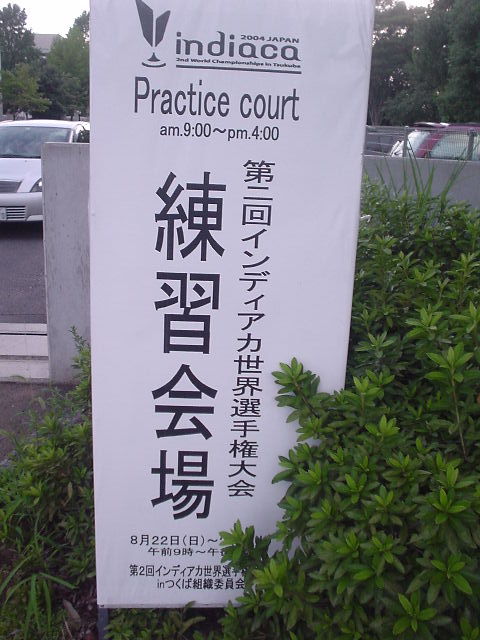 2004 JAPAN
indiaca
2nd World Championships in Tsukuba
Practice court
am.9:00～pm.4:00
第二回インディアカ世界選手権大会
練習会場
8月22日(日)～
午前9時～午
第2回インディアカ世界選手
inつくば組織委員会